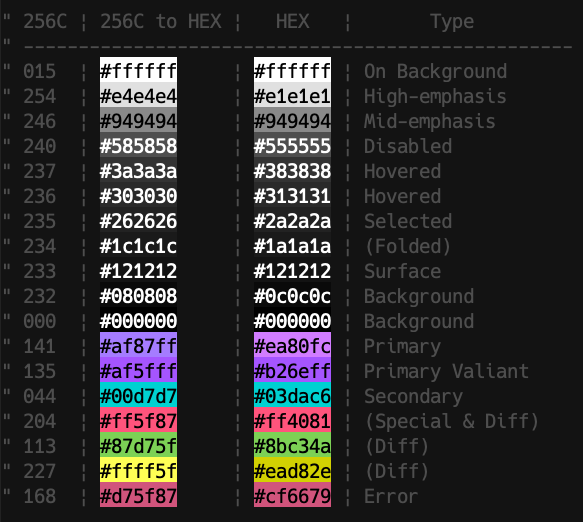 " 256C ¦ 256C to HEX ¦ HEX ¦ Type
" --------------------------------------------------
" 015 ¦ #ffffff ¦ #ffffff ¦ On Background
" 254 ¦ #e4e4e4 ¦ #e1e1e1 ¦ High-emphasis
" 246 ¦ #949494 ¦ #949494 ¦ Mid-emphasis
" 240 ¦ #585858 ¦ #555555 ¦ Disabled
" 237 ¦ #3a3a3a ¦ #383838 ¦ Hovered
" 236 ¦ #303030 ¦ #313131 ¦ Hovered
" 235 ¦ #262626 ¦ #2a2a2a ¦ Selected
" 234 ¦ #1c1c1c ¦ #1a1a1a ¦ (Folded)
" 233 ¦ #121212 ¦ #121212 ¦ Surface
" 232 ¦ #080808 ¦ #0c0c0c ¦ Background
" 000 ¦ #000000 ¦ #000000 ¦ Background
" 141 ¦ #af87ff ¦ #ea80fc ¦ Primary
" 135 ¦ #af5fff ¦ #b26eff ¦ Primary Valiant
" 044 ¦ #00d7d7 ¦ #03dac6 ¦ Secondary
" 204 ¦ #ff5f87 ¦ #ff4081 ¦ (Special & Diff)
" 113 ¦ #87d75f ¦ #8bc34a ¦ (Diff)
" 227 ¦ #ffff5f ¦ #ead82e ¦ (Diff)
" 168 ¦ #d75f87 ¦ #cf6679 ¦ Error